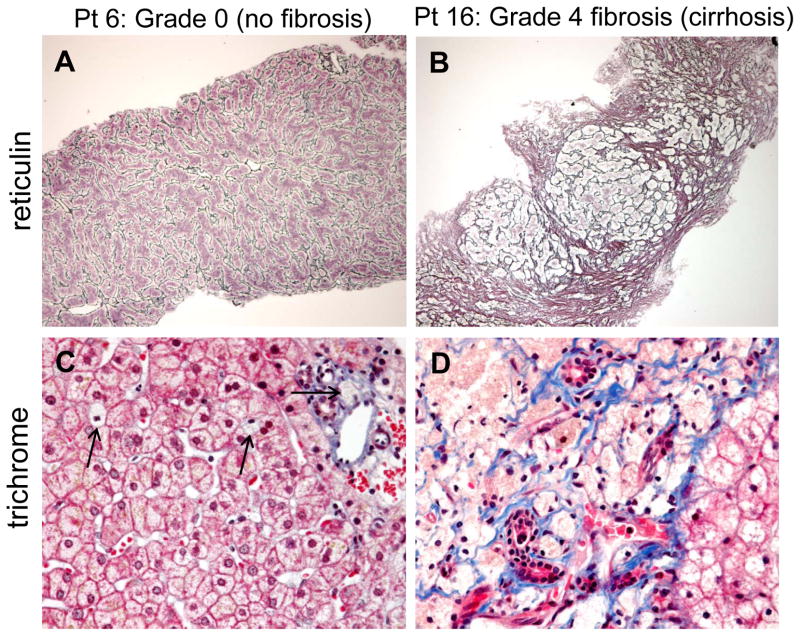 Pt 6: Grade 0 (no fibrosis)
Pt 16: Grade 4 fibrosis (cirrhosis)
A
B
reticulin
C
D
trichrome